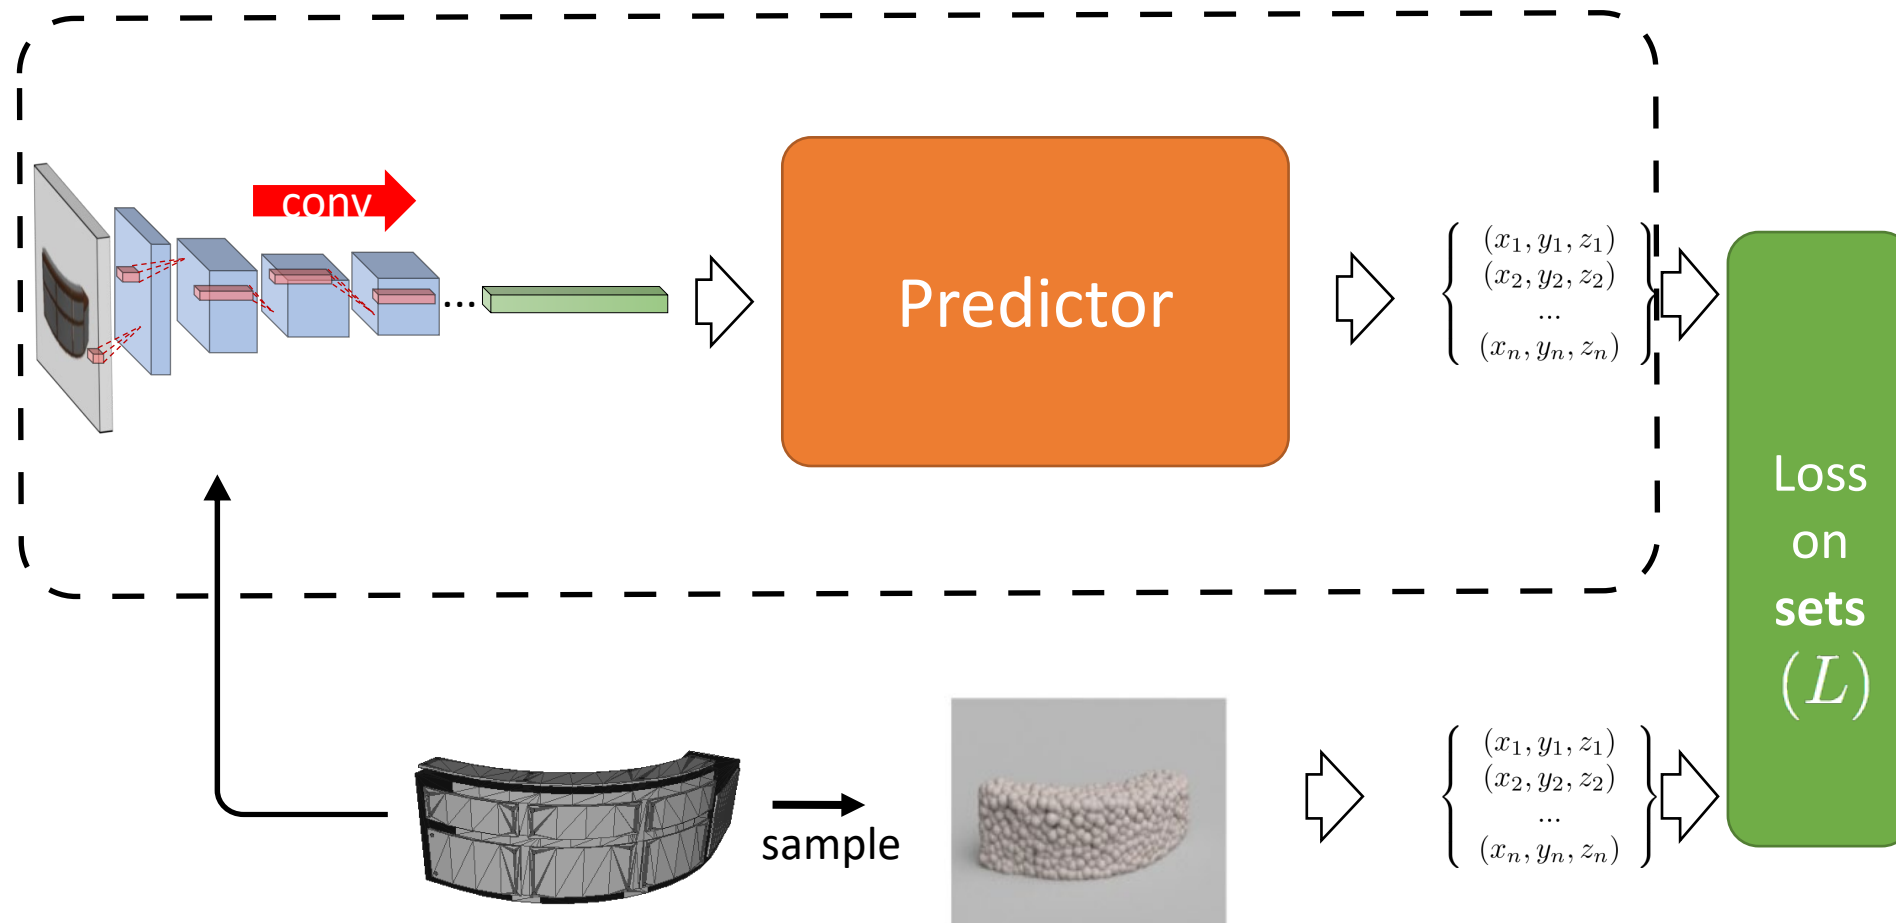 conv
...
Predictor
(x₁, y₁, z₁)
(x₂, y₂, z₂)
...
(xₙ, yₙ, zₙ)
Loss
on
sets
(L)
sample
(x₁, y₁, z₁)
(x₂, y₂, z₂)
...
(xₙ, yₙ, zₙ)